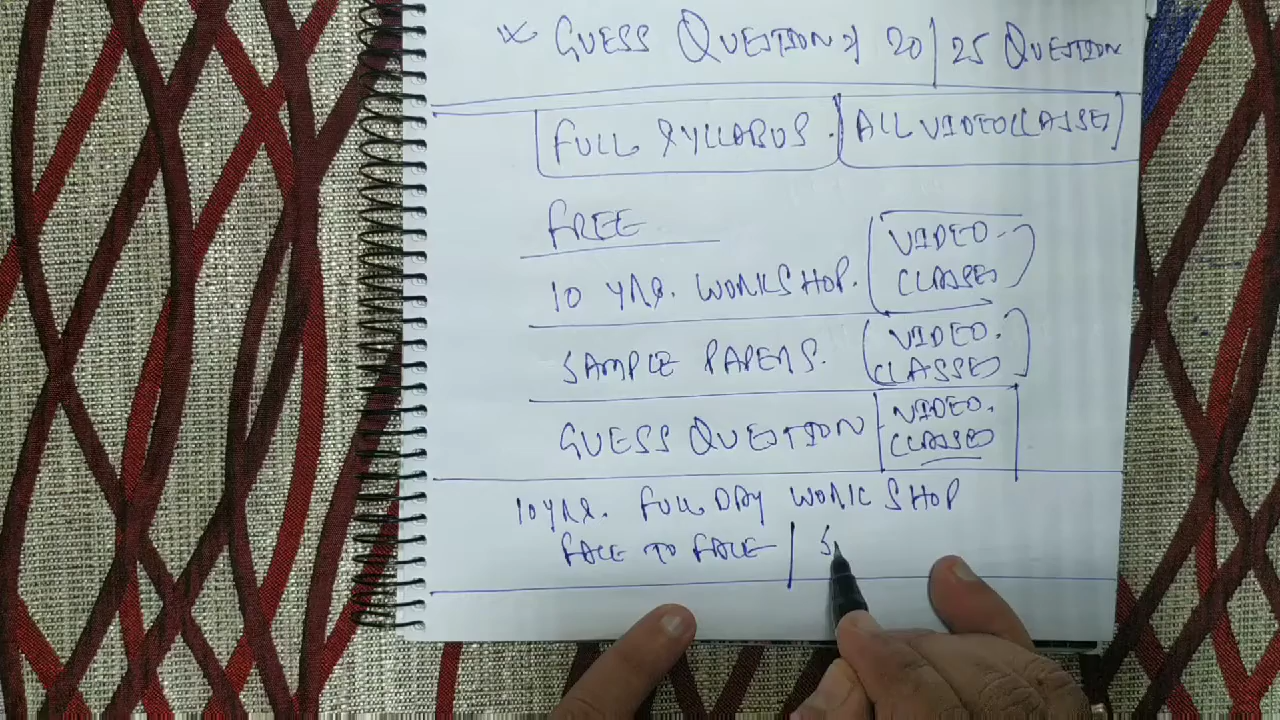 * GUESS QUESTIONS 20 | 25 QUESTION
FULL SYLLABUS. ALL VIDEO CLASSES
FREE
10 YRS. WORKSHOP. VIDEO.
CLASSES
SAMPLE PAPERS. VIDEO.
CLASSES
GUESS QUESTION VIDEO.
CLASSES
10 YRS. FULL DAY WORKSHOP
FACE TO FACE | S